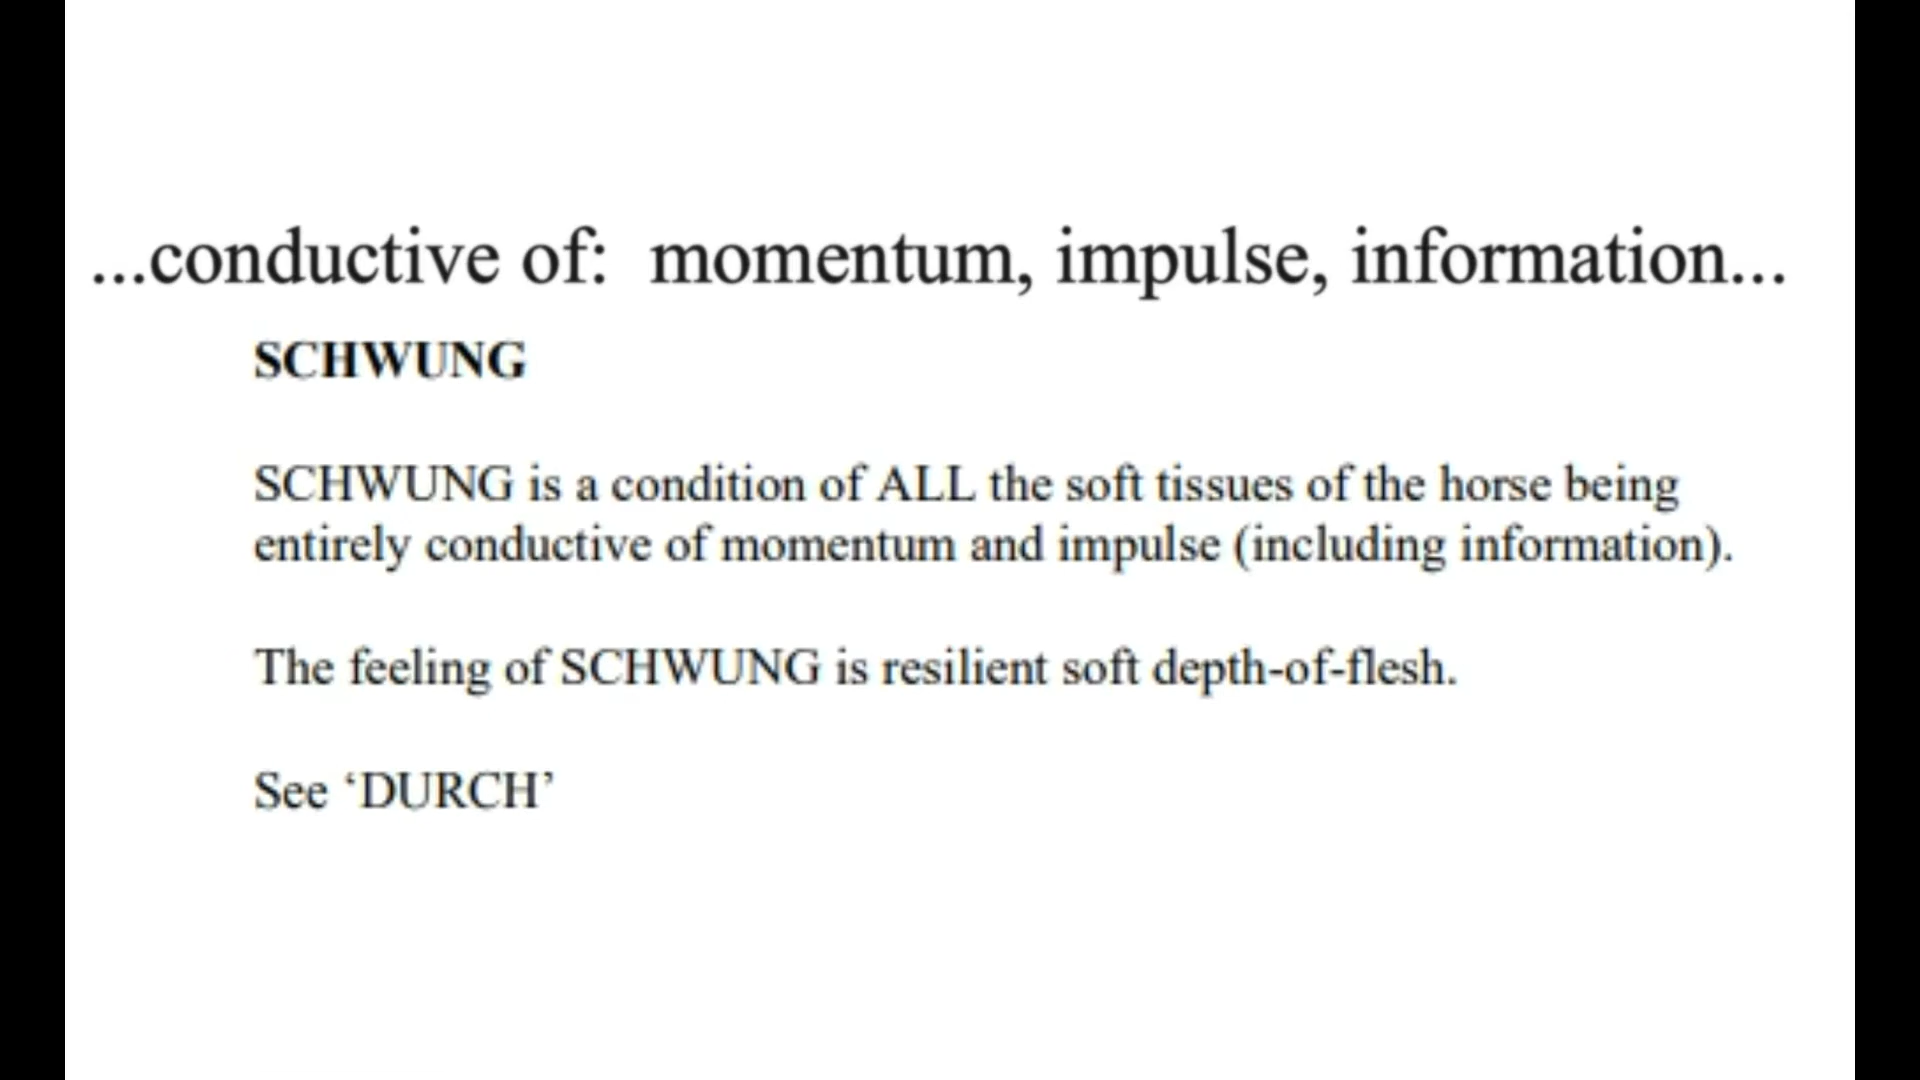 ...conductive of:  momentum, impulse, information...
SCHWUNG
SCHWUNG is a condition of ALL the soft tissues of the horse being
entirely conductive of momentum and impulse (including information).
The feeling of SCHWUNG is resilient soft depth-of-flesh.
See ‘DURCH’